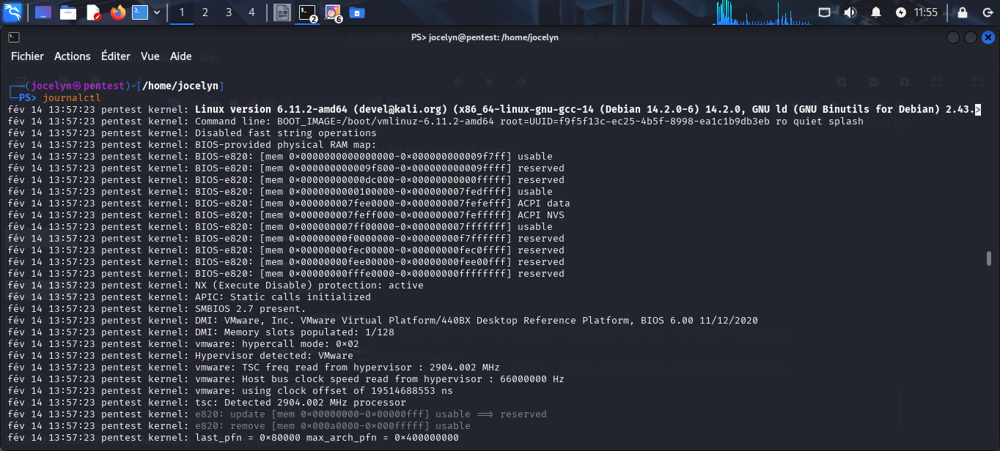 1 2 3 4 2 6 11:55
PS> jocelyn@pentest: /home/jocelyn
Fichier Actions Éditer Vue Aide
┌──(jocelyn㉿pentest)-[/home/jocelyn]
└─PS> journalctl
fév 14 13:57:23 pentest kernel: Linux version 6.11.2-amd64 (devel@kali.org) (x86_64-linux-gnu-gcc-14 (Debian 14.2.0-6) 14.2.0, GNU ld (GNU Binutils for Debian) 2.43.>
fév 14 13:57:23 pentest kernel: Command line: BOOT_IMAGE=/boot/vmlinuz-6.11.2-amd64 root=UUID=f9f5f13c-ec25-4b5f-8998-ea1c1b9db3eb ro quiet splash
fév 14 13:57:23 pentest kernel: Disabled fast string operations
fév 14 13:57:23 pentest kernel: BIOS-provided physical RAM map:
fév 14 13:57:23 pentest kernel: BIOS-e820: [mem 0x0000000000000000-0x000000000009f7ff] usable
fév 14 13:57:23 pentest kernel: BIOS-e820: [mem 0x000000000009f800-0x000000000009ffff] reserved
fév 14 13:57:23 pentest kernel: BIOS-e820: [mem 0x00000000000dc000-0x00000000000fffff] reserved
fév 14 13:57:23 pentest kernel: BIOS-e820: [mem 0x0000000000100000-0x000000007fedffff] usable
fév 14 13:57:23 pentest kernel: BIOS-e820: [mem 0x000000007fee0000-0x000000007fefefff] ACPI data
fév 14 13:57:23 pentest kernel: BIOS-e820: [mem 0x000000007feff000-0x000000007fefffff] ACPI NVS
fév 14 13:57:23 pentest kernel: BIOS-e820: [mem 0x000000007ff00000-0x000000007fffffff] usable
fév 14 13:57:23 pentest kernel: BIOS-e820: [mem 0x00000000f0000000-0x00000000f7ffffff] reserved
fév 14 13:57:23 pentest kernel: BIOS-e820: [mem 0x00000000fec00000-0x00000000fec0ffff] reserved
fév 14 13:57:23 pentest kernel: BIOS-e820: [mem 0x00000000fee00000-0x00000000fee00fff] reserved
fév 14 13:57:23 pentest kernel: BIOS-e820: [mem 0x00000000fffe0000-0x00000000ffffffff] reserved
fév 14 13:57:23 pentest kernel: NX (Execute Disable) protection: active
fév 14 13:57:23 pentest kernel: APIC: Static calls initialized
fév 14 13:57:23 pentest kernel: SMBIOS 2.7 present.
fév 14 13:57:23 pentest kernel: DMI: VMware, Inc. VMware Virtual Platform/440BX Desktop Reference Platform, BIOS 6.00 11/12/2020
fév 14 13:57:23 pentest kernel: DMI: Memory slots populated: 1/128
fév 14 13:57:23 pentest kernel: vmware: hypercall mode: 0x02
fév 14 13:57:23 pentest kernel: Hypervisor detected: VMware
fév 14 13:57:23 pentest kernel: vmware: TSC freq read from hypervisor : 2904.002 MHz
fév 14 13:57:23 pentest kernel: vmware: Host bus clock speed read from hypervisor : 66000000 Hz
fév 14 13:57:23 pentest kernel: vmware: using clock offset of 19514688553 ns
fév 14 13:57:23 pentest kernel: tsc: Detected 2904.002 MHz processor
fév 14 13:57:23 pentest kernel: e820: update [mem 0x00000000-0x00000fff] usable ==> reserved
fév 14 13:57:23 pentest kernel: e820: remove [mem 0x000a0000-0x000fffff] usable
fév 14 13:57:23 pentest kernel: last_pfn = 0x80000 max_arch_pfn = 0x400000000